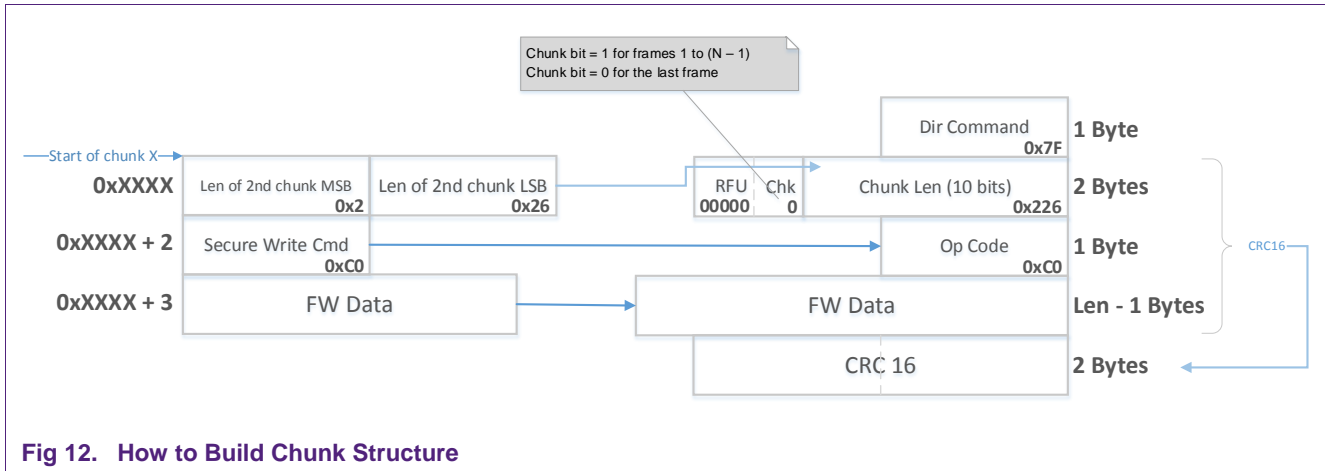 Chunk bit = 1 for frames 1 to (N – 1)
Chunk bit = 0 for the last frame
Dir Command
0x7F
1 Byte
Start of chunk X
0xXXXX
Len of 2nd chunk MSB
0x2
Len of 2nd chunk LSB
0x26
RFU
00000
Chk
0
Chunk Len (10 bits)
0x226
2 Bytes
0xXXXX + 2
Secure Write Cmd
0xC0
Op Code
0xC0
1 Byte
CRC16
0xXXXX + 3
FW Data
FW Data
Len - 1 Bytes
CRC 16
2 Bytes
Fig 12. How to Build Chunk Structure